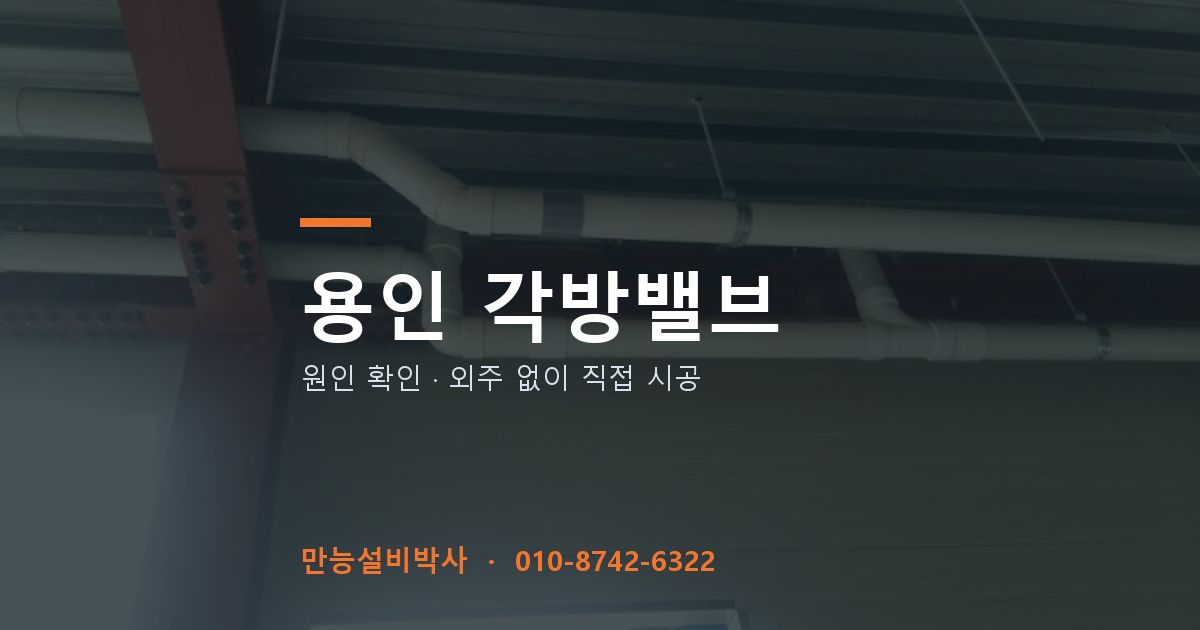 용인 각방밸브
원인 확인 · 외주 없이 직접 시공
만능설비박사 · 010-8742-6322